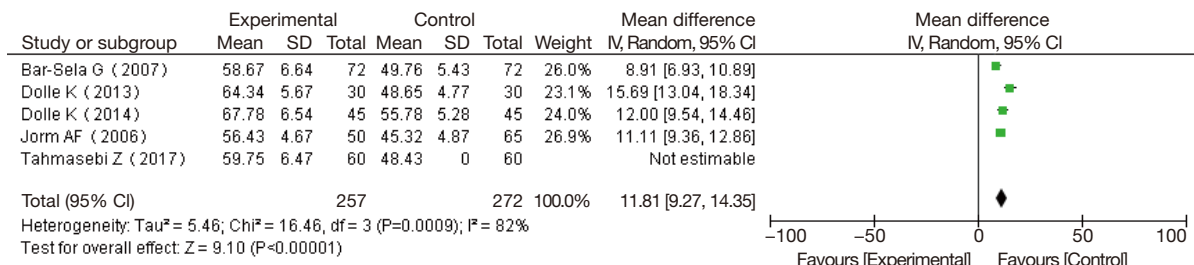 Experimental Control Mean difference Mean difference
Study or subgroup Mean SD Total Mean SD Total Weight IV, Random, 95% CI IV, Random, 95% CI
Bar-Sela G (2007) 58.67 6.64 72 49.76 5.43 72 26.0% 8.91 [6.93, 10.89]
Dolle K (2013) 64.34 5.67 30 48.65 4.77 30 23.1% 15.69 [13.04, 18.34]
Dolle K (2014) 67.78 6.54 45 55.78 5.28 45 24.0% 12.00 [9.54, 14.46]
Jorm AF (2006) 56.43 4.67 50 45.32 4.87 65 26.9% 11.11 [9.36, 12.86]
Tahmasebi Z (2017) 59.75 6.47 60 48.43 0 60 Not estimable
Total (95% CI) 257 272 100.0% 11.81 [9.27, 14.35]
Heterogeneity: Tau² = 5.46; Chi² = 16.46, df = 3 (P=0.0009); I² = 82%
Test for overall effect: Z = 9.10 (P<0.00001)
−100 −50 0 50 100
Favours [Experimental] Favours [Control]